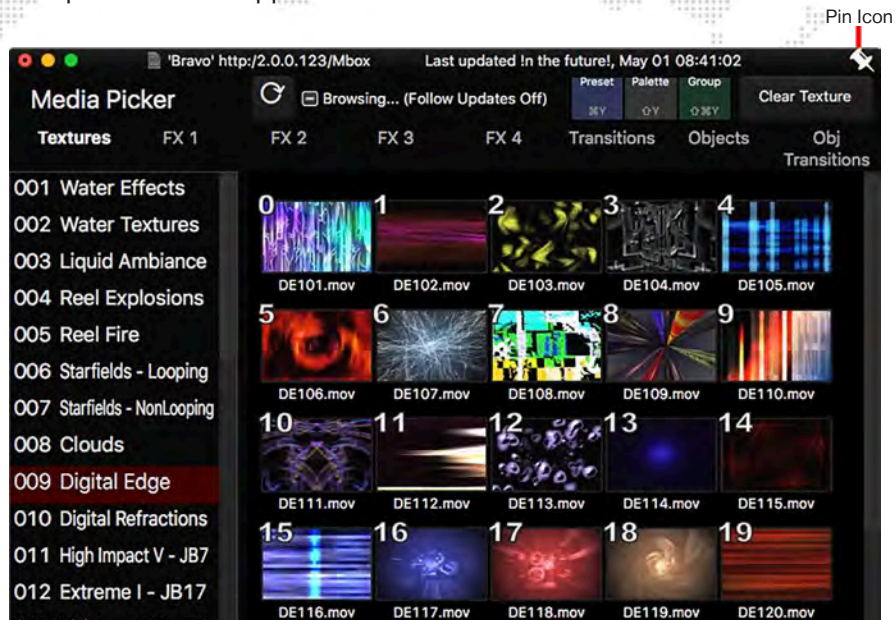 Pin Icon
'Bravo' http:/2.0.0.123/Mbox Last updated !n the future!, May 01 08:41:02
Media Picker Browsing... (Follow Updates Off) Preset Palette Group Clear Texture
⌘Y ⇧Y ⇧⌘Y
Textures FX 1 FX 2 FX 3 FX 4 Transitions Objects Obj Transitions
001 Water Effects
002 Water Textures
003 Liquid Ambiance
004 Reel Explosions
005 Reel Fire
006 Starfields - Looping
007 Starfields - NonLooping
008 Clouds
009 Digital Edge
010 Digital Refractions
011 High Impact V - JB7
012 Extreme I - JB17
0 1 2 3 4
DE101.mov DE102.mov DE103.mov DE104.mov DE105.mov
5 6 7 8 9
DE106.mov DE107.mov DE108.mov DE109.mov DE110.mov
10 11 12 13 14
DE111.mov DE112.mov DE113.mov DE114.mov DE115.mov
15 16 17 18 19
DE116.mov DE117.mov DE118.mov DE119.mov DE120.mov